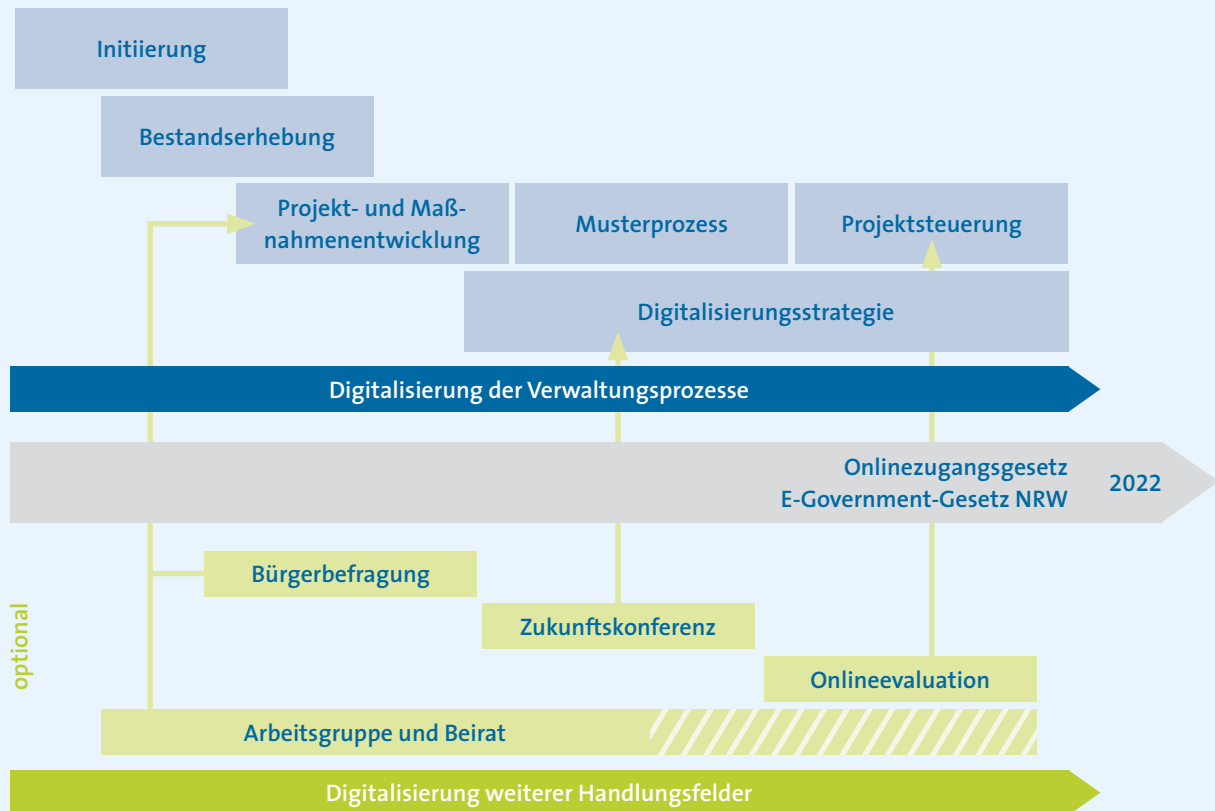 Initiierung
Bestandserhebung
Projekt- und Maß-
nahmenentwicklung
Musterprozess
Projektsteuerung
Digitalisierungsstrategie
Digitalisierung der Verwaltungsprozesse
Onlinezugangsgesetz
E-Government-Gesetz NRW
2022
optional
Bürgerbefragung
Zukunftskonferenz
Onlineevaluation
Arbeitsgruppe und Beirat
Digitalisierung weiterer Handlungsfelder